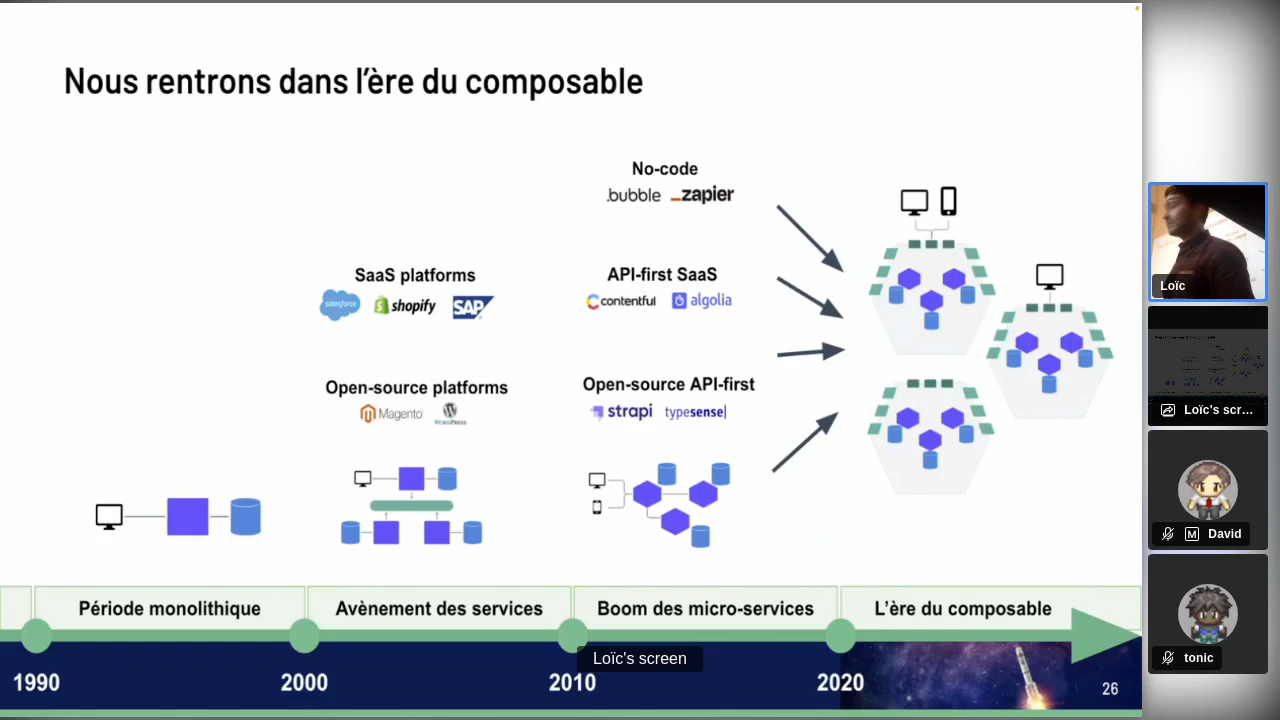 Nous rentrons dans l'ère du composable
No-code
.bubble
zapier
SaaS platforms
salesforce
shopify
SAP
API-first SaaS
contentful
algolia
Open-source platforms
Magento
WORDPRESS
Open-source API-first
strapi
typesense|
Période monolithique
Avènement des services
Boom des micro-services
L'ère du composable
1990
2000
2010
2020
26
Loïc's screen
Loïc
Loïc's scr…
M
David
tonic